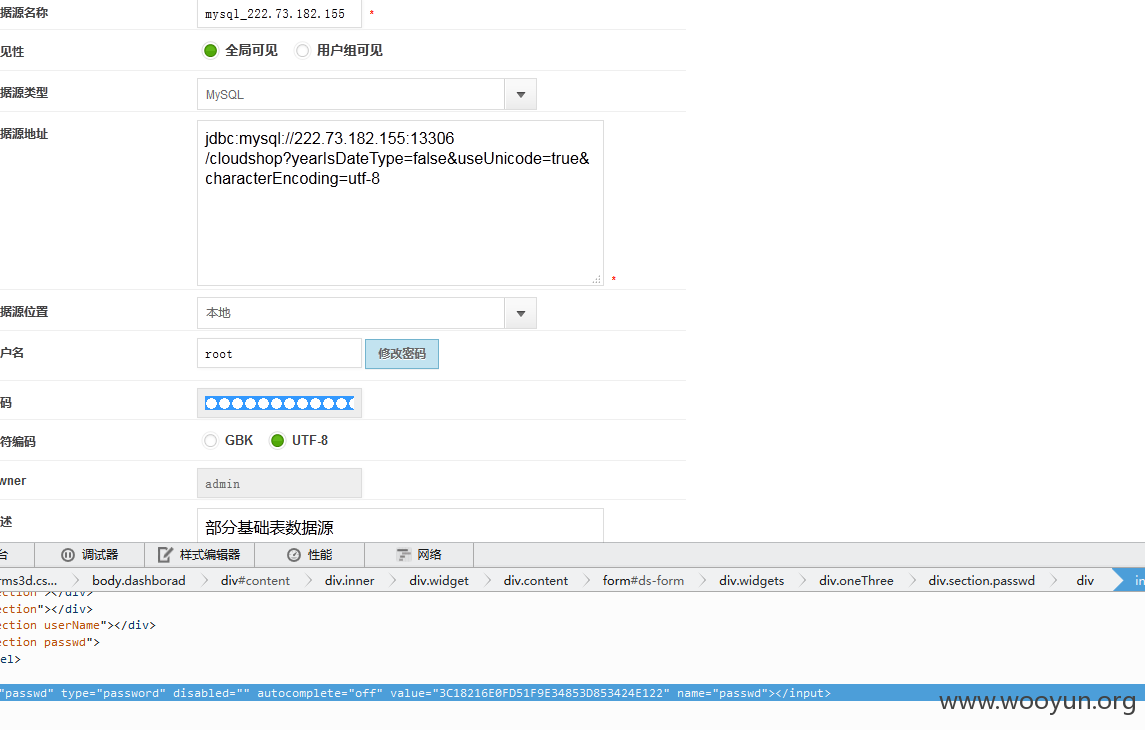 据源名称 mysql_222.73.182.155 *
见性 全局可见 用户组可见
据源类型 MySQL
据源地址 jdbc:mysql://222.73.182.155:13306
/cloudshop?yearIsDateType=false&useUnicode=true&
characterEncoding=utf-8
*
据源位置 本地
户名 root 修改密码
码
符编码 GBK UTF-8
wner admin
述 部分基础表数据源
台 调试器 样式编辑器 性能 网络
rms3d.cs... body.dashborad div#content div.inner div.widget div.content form#ds-form div.widgets div.oneThree div.section.passwd div in
ection"></div>
ection"></div>
ection userName"></div>
ection passwd">
el>
"passwd" type="password" disabled="" autocomplete="off" value="3C18216E0FD51F9E34853D853424E122" name="passwd"></input>
www.wooyun.org